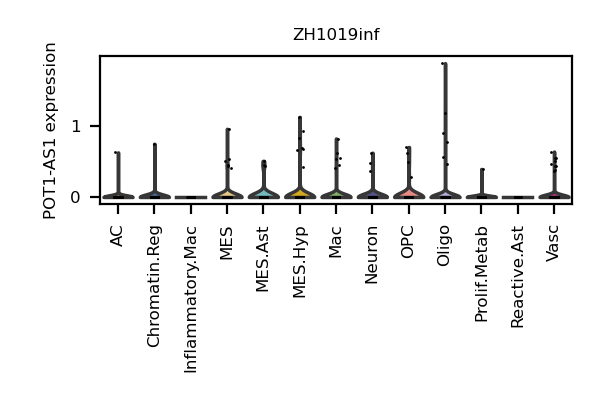 ZH1019inf
POT1-AS1 expression
1
0
AC
Chromatin.Reg
Inflammatory.Mac
MES
MES.Ast
MES.Hyp
Mac
Neuron
OPC
Oligo
Prolif.Metab
Reactive.Ast
Vasc